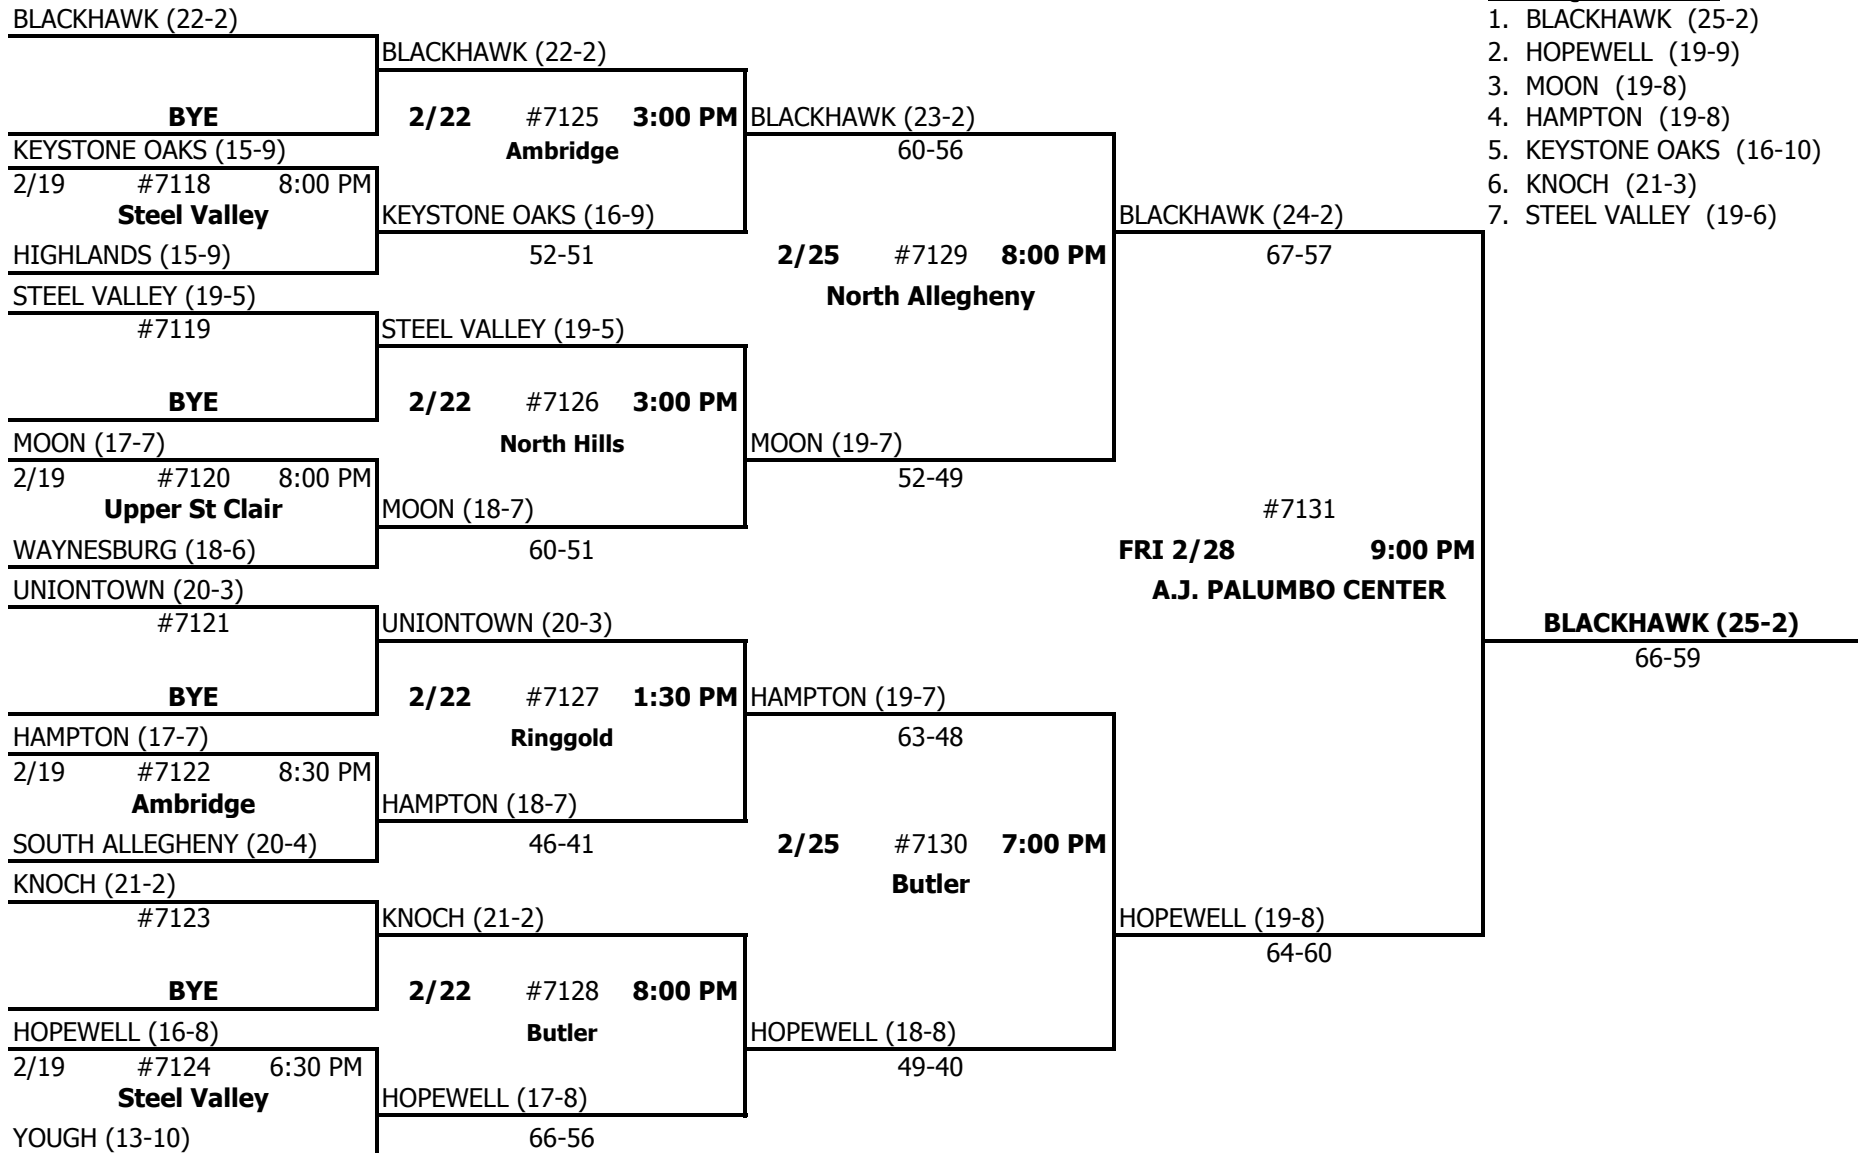 BLACKHAWK (22-2)
BLACKHAWK (22-2)
BYE
2/22 #7125 3:00 PM
BLACKHAWK (23-2)
KEYSTONE OAKS (15-9)
Ambridge
60-56
2/19 #7118 8:00 PM
Steel Valley
KEYSTONE OAKS (16-9)
BLACKHAWK (24-2)
HIGHLANDS (15-9)
52-51
2/25 #7129 8:00 PM
67-57
STEEL VALLEY (19-5)
North Allegheny
#7119
STEEL VALLEY (19-5)
BYE
2/22 #7126 3:00 PM
MOON (17-7)
North Hills
MOON (19-7)
2/19 #7120 8:00 PM
52-49
Upper St Clair
MOON (18-7)
#7131
WAYNESBURG (18-6)
60-51
FRI 2/28 9:00 PM
UNIONTOWN (20-3)
A.J. PALUMBO CENTER
#7121
UNIONTOWN (20-3)
BLACKHAWK (25-2)
66-59
BYE
2/22 #7127 1:30 PM
HAMPTON (19-7)
HAMPTON (17-7)
Ringgold
63-48
2/19 #7122 8:30 PM
Ambridge
HAMPTON (18-7)
SOUTH ALLEGHENY (20-4)
46-41
2/25 #7130 7:00 PM
KNOCH (21-2)
Butler
#7123
KNOCH (21-2)
HOPEWELL (19-8)
64-60
BYE
2/22 #7128 8:00 PM
HOPEWELL (16-8)
Butler
HOPEWELL (18-8)
2/19 #7124 6:30 PM
49-40
Steel Valley
HOPEWELL (17-8)
YOUGH (13-10)
66-56
1. BLACKHAWK (25-2)
2. HOPEWELL (19-9)
3. MOON (19-8)
4. HAMPTON (19-8)
5. KEYSTONE OAKS (16-10)
6. KNOCH (21-3)
7. STEEL VALLEY (19-6)